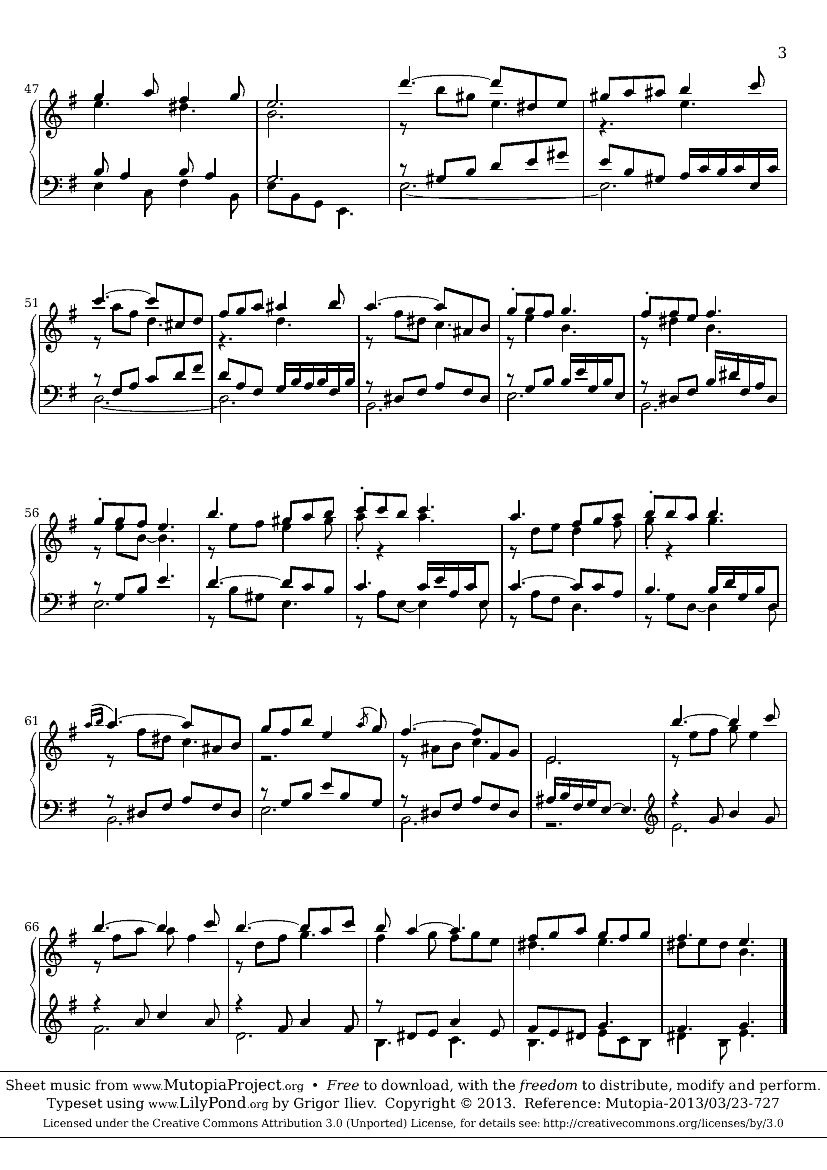 3
47
51
56
61
66
Sheet music from www.MutopiaProject.org • Free to download, with the freedom to distribute, modify and perform.
Typeset using www.LilyPond.org by Grigor Iliev. Copyright © 2013. Reference: Mutopia-2013/03/23-727
Licensed under the Creative Commons Attribution 3.0 (Unported) License, for details see: http://creativecommons.org/licenses/by/3.0